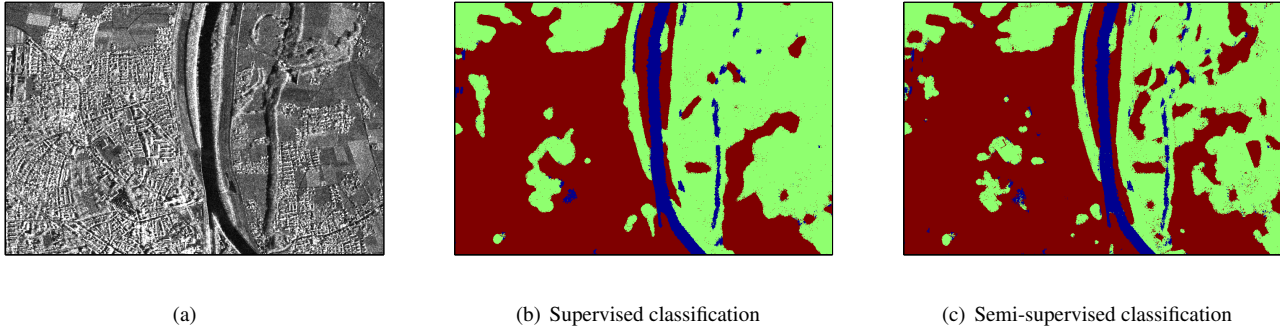 (a)
(b) Supervised classification
(c) Semi-supervised classification